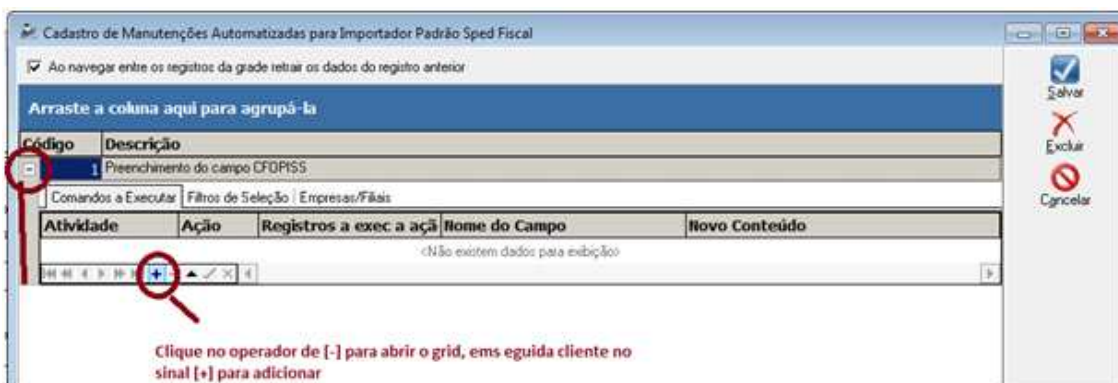 Cadastro de Manutenções Automatizadas para Importador Padrão Sped Fiscal
Ao navegar entre os registros da grade retrair os dados do registro anterior
Arraste a coluna aqui para agrupá-la
Código Descrição
1 Preenchimento do campo CFOPISS
Comandos a Executar Filtros de Seleção Empresas/Filiais
Atividade Ação Registros a exec a açã Nome do Campo Novo Conteúdo
<Não existem dados para exibição>
Clique no operador de [-] para abrir o grid, ems eguida cliente no
sinal [+] para adicionar
Salvar
Excluir
Cancelar